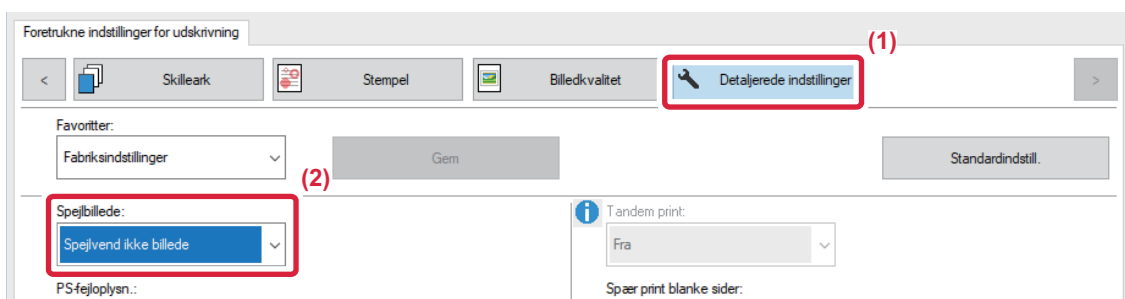 Foretrukne indstillinger for udskrivning
(1)
< Skilleark Stempel Billedkvalitet Detaljerede indstillinger >
Favoritter:
Fabriksindstillinger Gem Standardindstill.
(2)
Spejlbillede: Tandem print:
Spejlvend ikke billede Fra
PS-fejloplysn.: Spær print blanke sider: